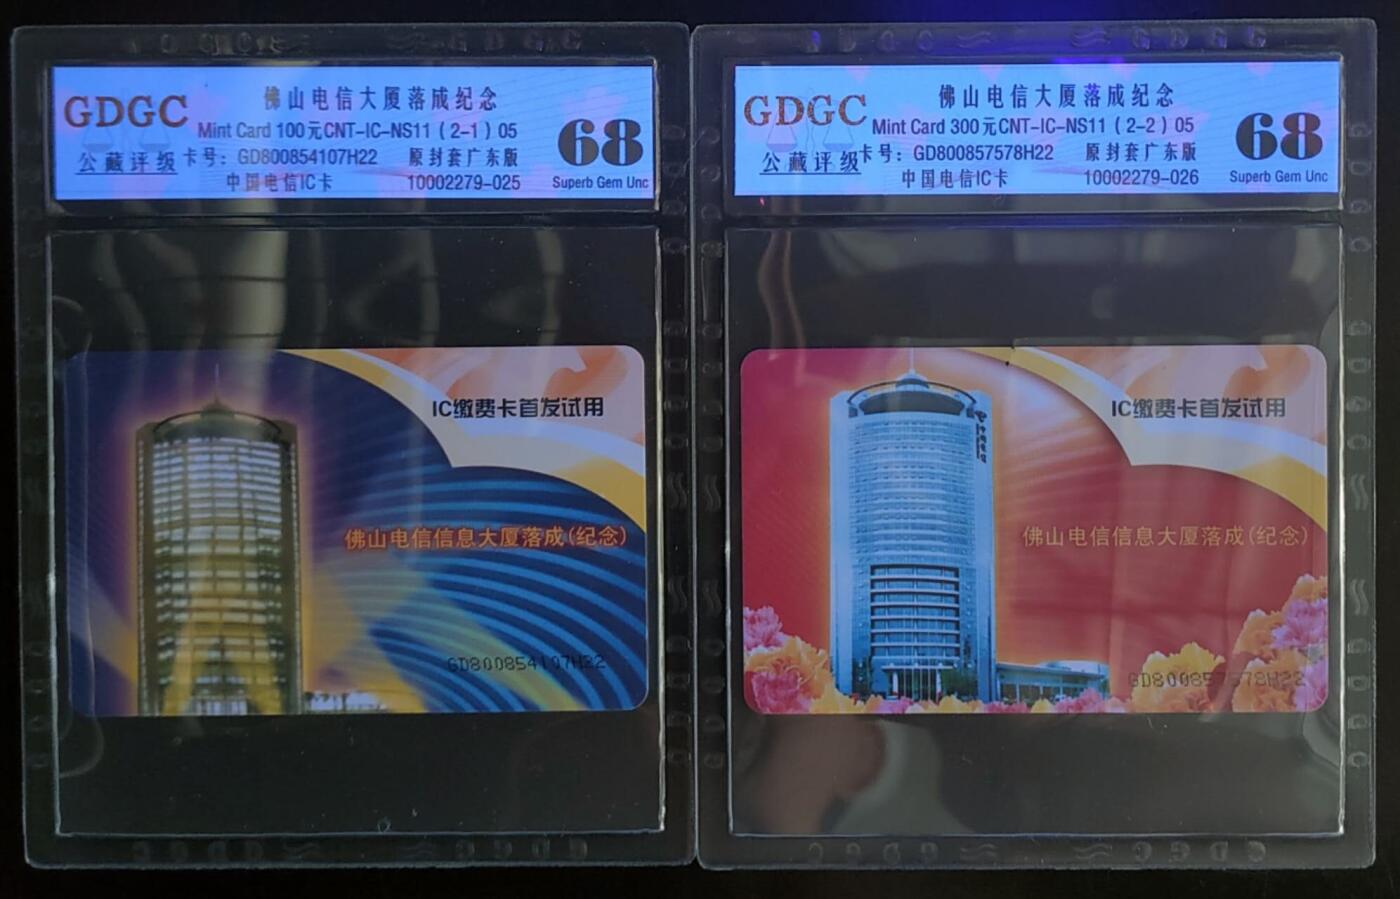 GDGC
公藏评级
佛山电信大厦落成纪念
Mint Card 100元CNT-IC-NS11(2-1)05
卡号：GD800854107H22 原封套广东版
中国电信IC卡 10002279-025
68
Superb Gem Unc
IC缴费卡首发试用
佛山电信信息大厦落成(纪念)
GD800854107H22
GDGC
公藏评级
佛山电信大厦落成纪念
Mint Card 300元CNT-IC-NS11(2-2)05
卡号：GD800857578H22 原封套广东版
中国电信IC卡 10002279-026
68
Superb Gem Unc
IC缴费卡首发试用
中国电信
佛山电信信息大厦落成(纪念)
GD800857578H22